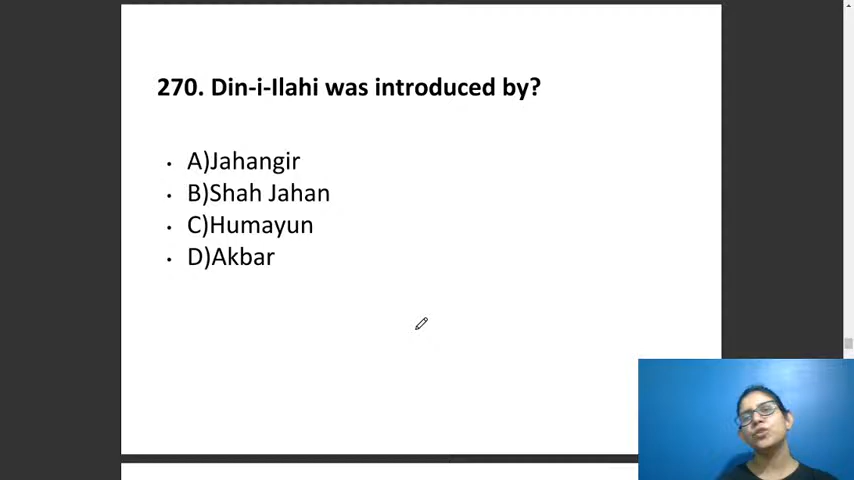 270. Din-i-Ilahi was introduced by?
• A)Jahangir
• B)Shah Jahan
• C)Humayun
• D)Akbar